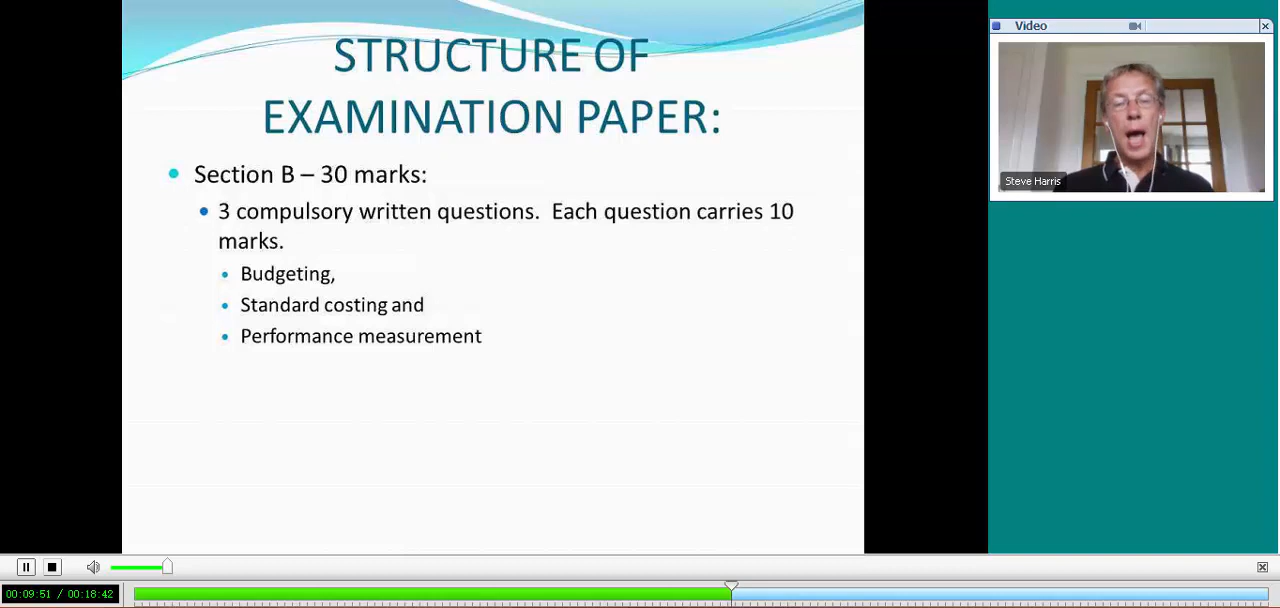 STRUCTURE OF
EXAMINATION PAPER:
Section B – 30 marks:
3 compulsory written questions.  Each question carries 10
marks.
Budgeting,
Standard costing and
Performance measurement
Video
Steve Harris
00:09:51 / 00:18:42